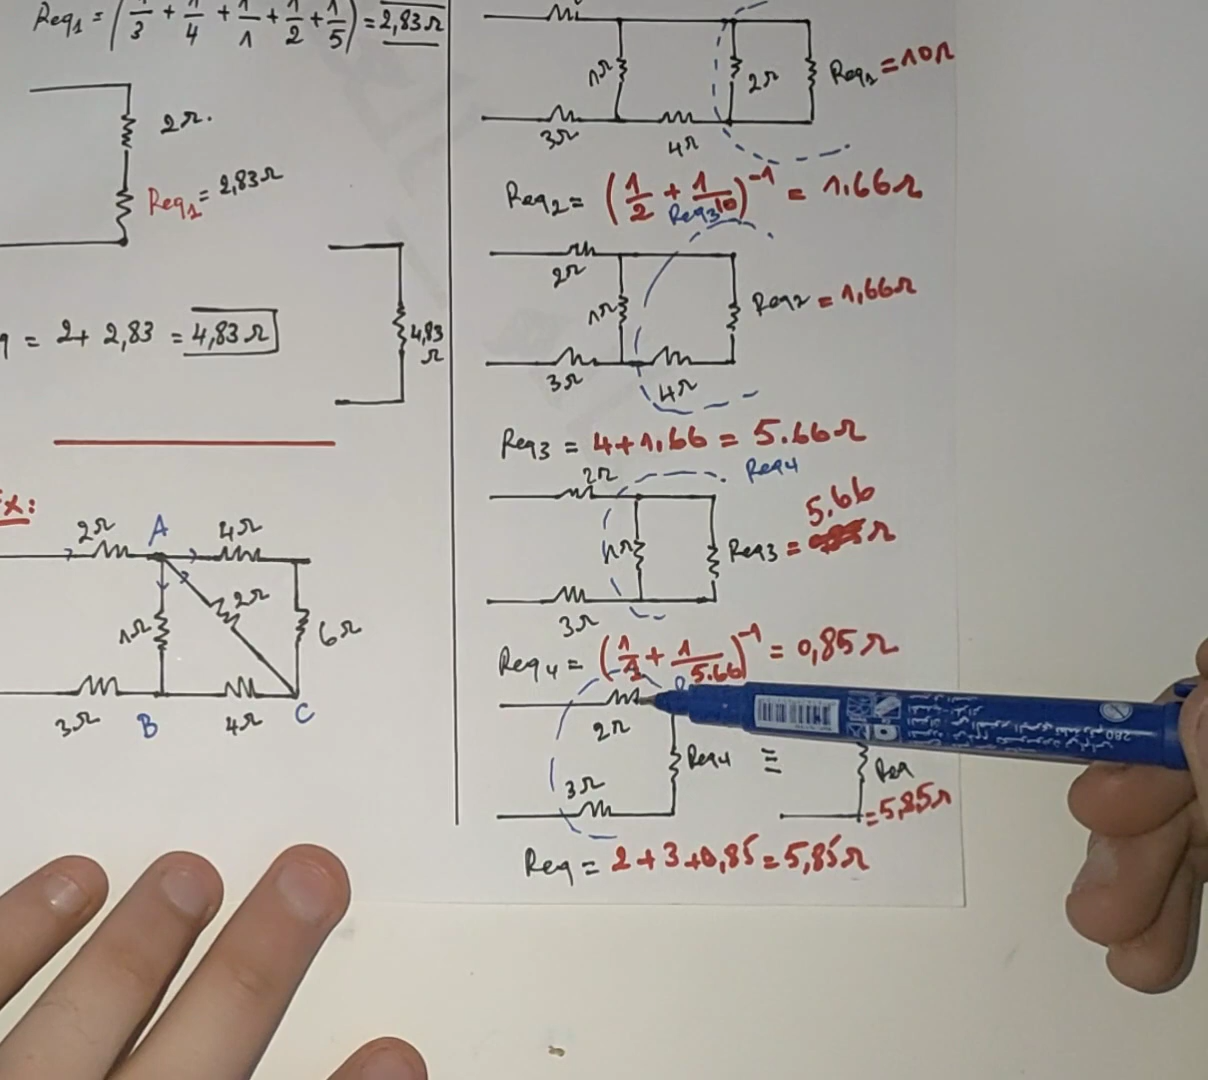 Req₁ = (1/3 + 1/4 + 1/1 + 1/2 + 1/5) = 2,83Ω
2Ω.
Req₁ = 2,83Ω
= 2+ 2,83 = 4,83Ω
4,83
Ω
Ex:
2Ω A 4Ω
1Ω 2Ω 6Ω
3Ω B 4Ω C
1Ω 2Ω Req₁ = 10Ω
3Ω 4Ω
Req₂ = (1/2 + 1/10)⁻¹ = 1.66Ω
Req₃
2Ω
1Ω Req₂ = 1,66Ω
3Ω 4Ω
Req₃ = 4+1.66 = 5.66Ω
2Ω Req₄
1Ω Req₃ = 5.66 Ω
3Ω
Req₄ = (1/1 + 1/5.66)⁻¹ = 0,85Ω
2Ω
3Ω Req₄ ≡ Req
= 5,85Ω
Req = 2+3+0,85 = 5,85Ω
280